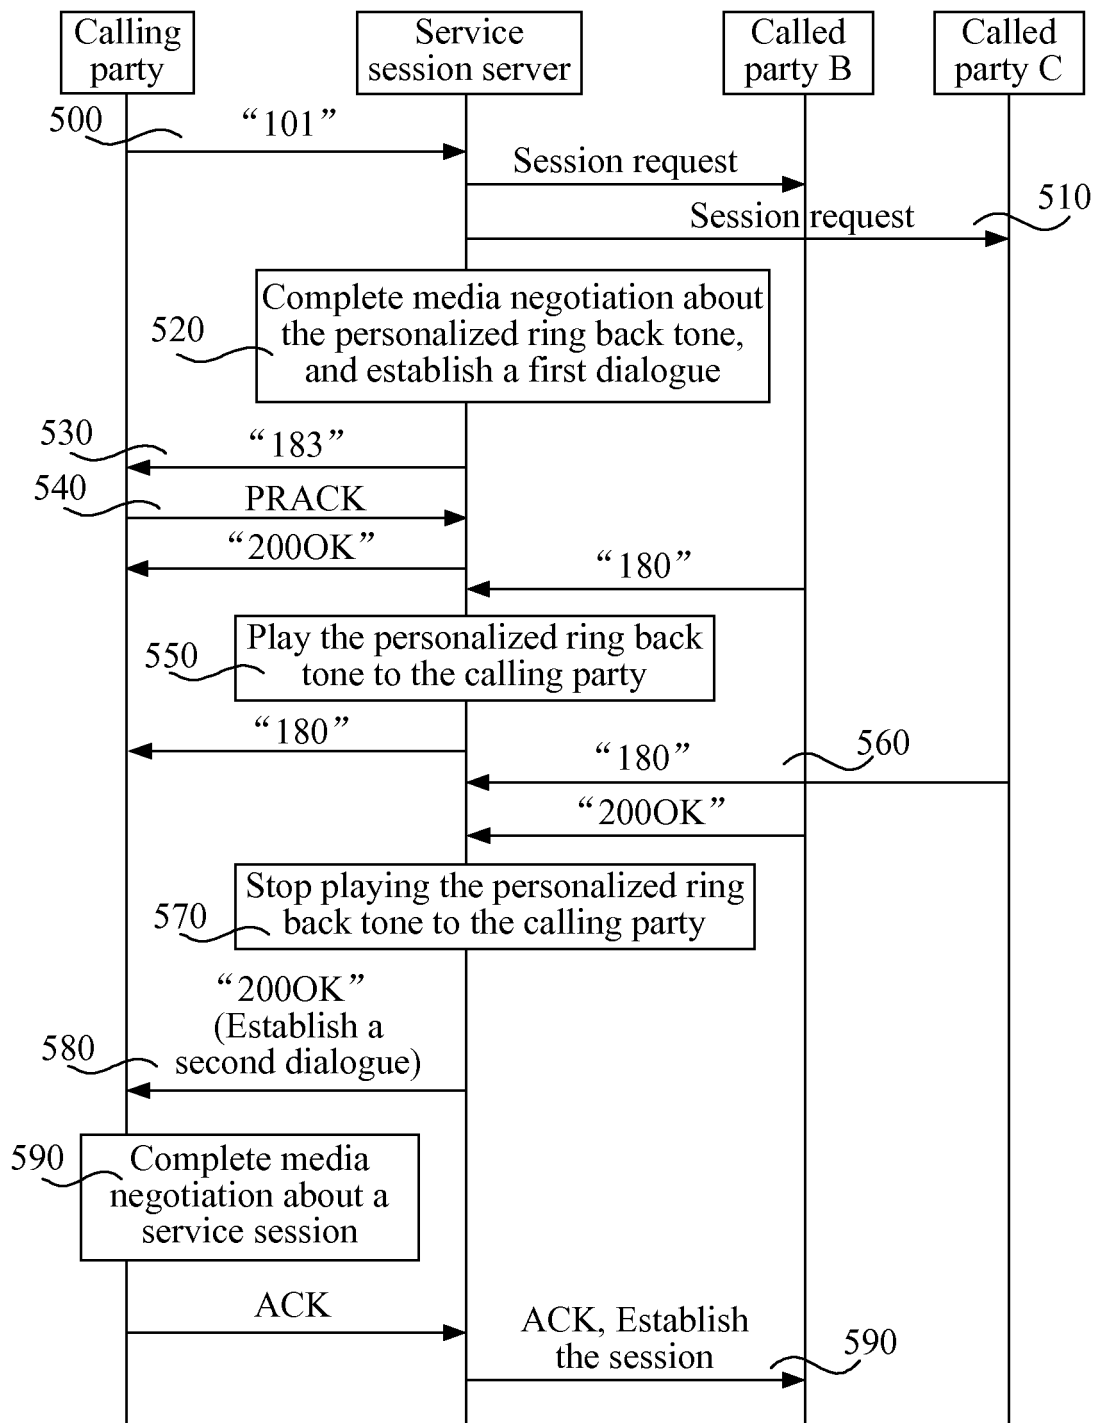 Calling
party
Service
session server
Called
party B
Called
party C
500
“101”
Session request
Session request
510
Complete media negotiation about
the personalized ring back tone,
and establish a first dialogue
520
530
“183”
540
PRACK
“200OK”
“180”
Play the personalized ring back
tone to the calling party
550
“180”
560
“180”
“200OK”
Stop playing the personalized ring
back tone to the calling party
570
“200OK”
(Establish a
second dialogue)
580
590
Complete media
negotiation about a
service session
ACK
ACK, Establish
the session
590